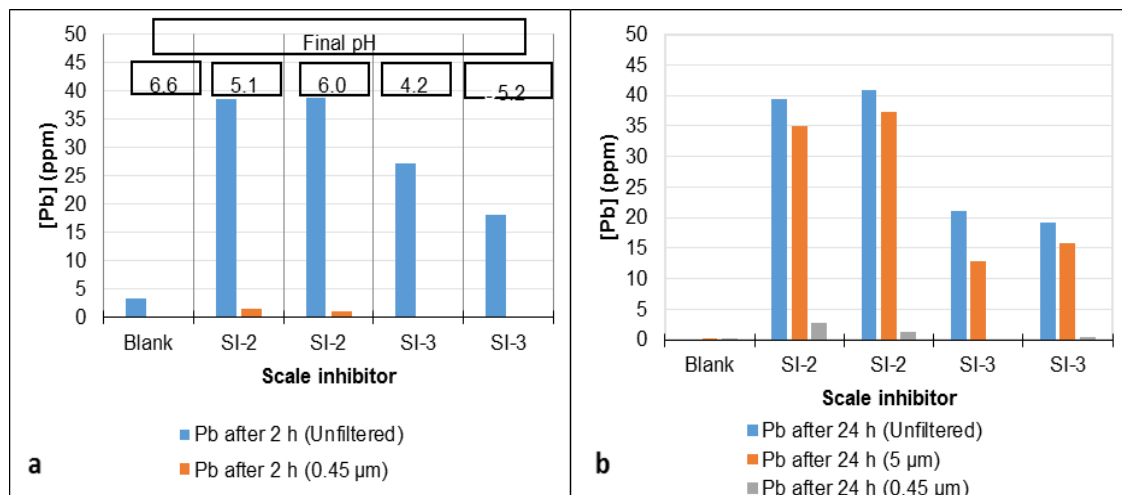 50
45
40
35
30
25
20
15
10
5
0
[Pb] (ppm)
Final pH
6.6 5.1 6.0 4.2 5.2
Blank SI-2 SI-2 SI-3 SI-3
Scale inhibitor
Pb after 2 h (Unfiltered)
Pb after 2 h (0.45 µm)
a
50
45
40
35
30
25
20
15
10
5
0
[Pb] (ppm)
Blank SI-2 SI-2 SI-3 SI-3
Scale inhibitor
Pb after 24 h (Unfiltered)
Pb after 24 h (5 µm)
Pb after 24 h (0.45 µm)
b